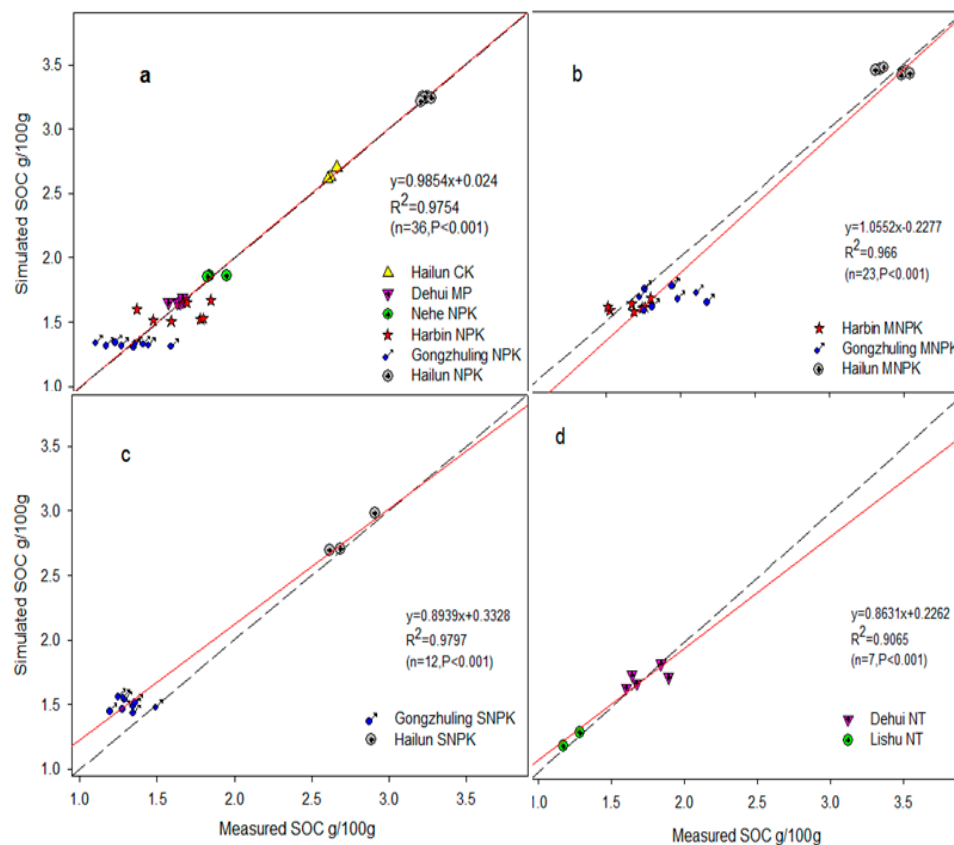 a
3.5
3.0
2.5
2.0
1.5
1.0
Simulated SOC g/100g
y=0.9854x+0.024
R2=0.9754
(n=36,P<0.001)
Hailun CK
Dehui MP
Nehe NPK
Harbin NPK
Gongzhuling NPK
Hailun NPK
b
y=1.0552x-0.2277
R2=0.966
(n=23,P<0.001)
Harbin MNPK
Gongzhuling MNPK
Hailun MNPK
c
3.5
3.0
2.5
2.0
1.5
1.0
Simulated SOC g/100g
y=0.8939x+0.3328
R2=0.9797
(n=12,P<0.001)
Gongzhuling SNPK
Hailun SNPK
1.0 1.5 2.0 2.5 3.0 3.5
Measured SOC g/100g
d
y=0.8631x+0.2262
R2=0.9065
(n=7,P<0.001)
Dehui NT
Lishu NT
1.0 1.5 2.0 2.5 3.0 3.5
Measured SOC g/100g